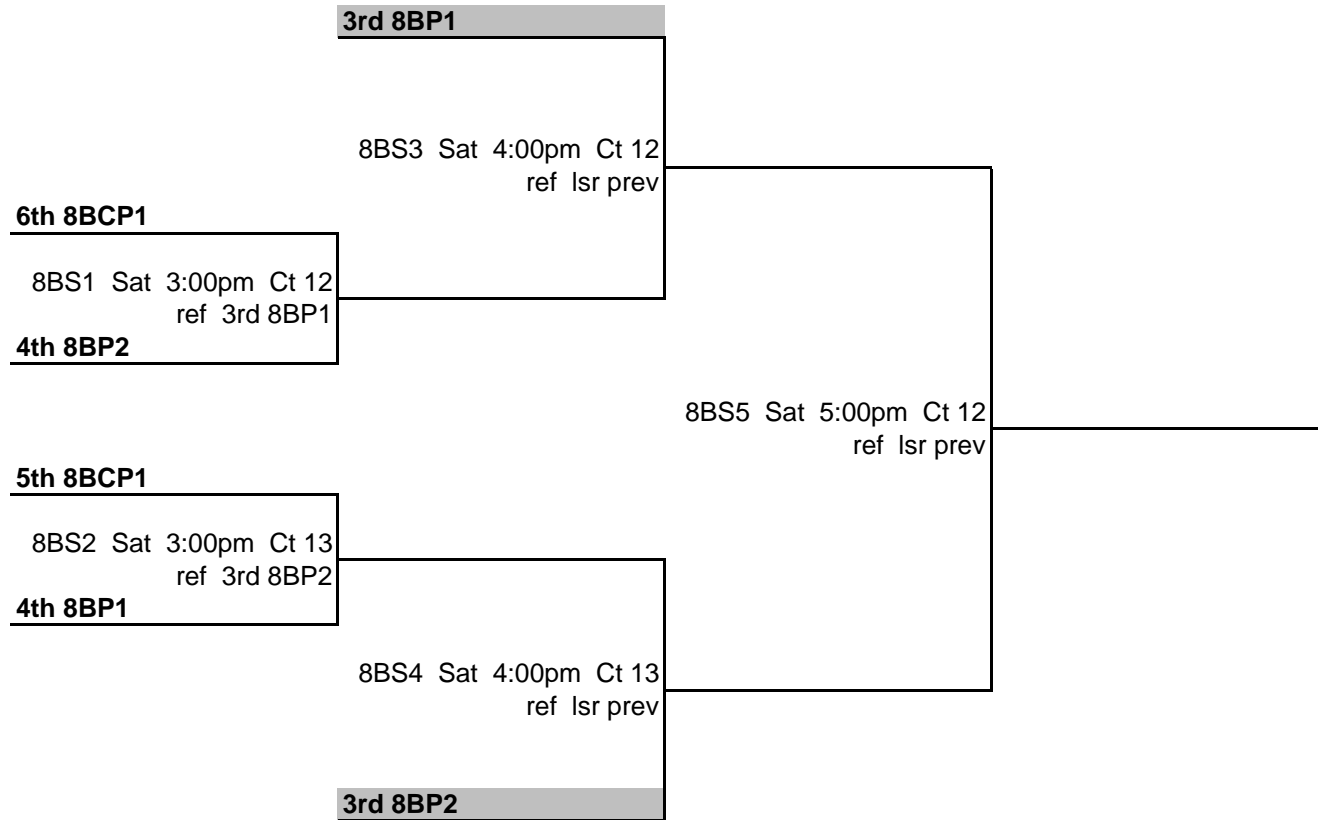 3rd 8BP1
8BS3 Sat 4:00pm Ct 12
ref lsr prev
6th 8BCP1
8BS1 Sat 3:00pm Ct 12
ref 3rd 8BP1
4th 8BP2
8BS5 Sat 5:00pm Ct 12
ref lsr prev
5th 8BCP1
8BS2 Sat 3:00pm Ct 13
ref 3rd 8BP2
4th 8BP1
8BS4 Sat 4:00pm Ct 13
ref lsr prev
3rd 8BP2